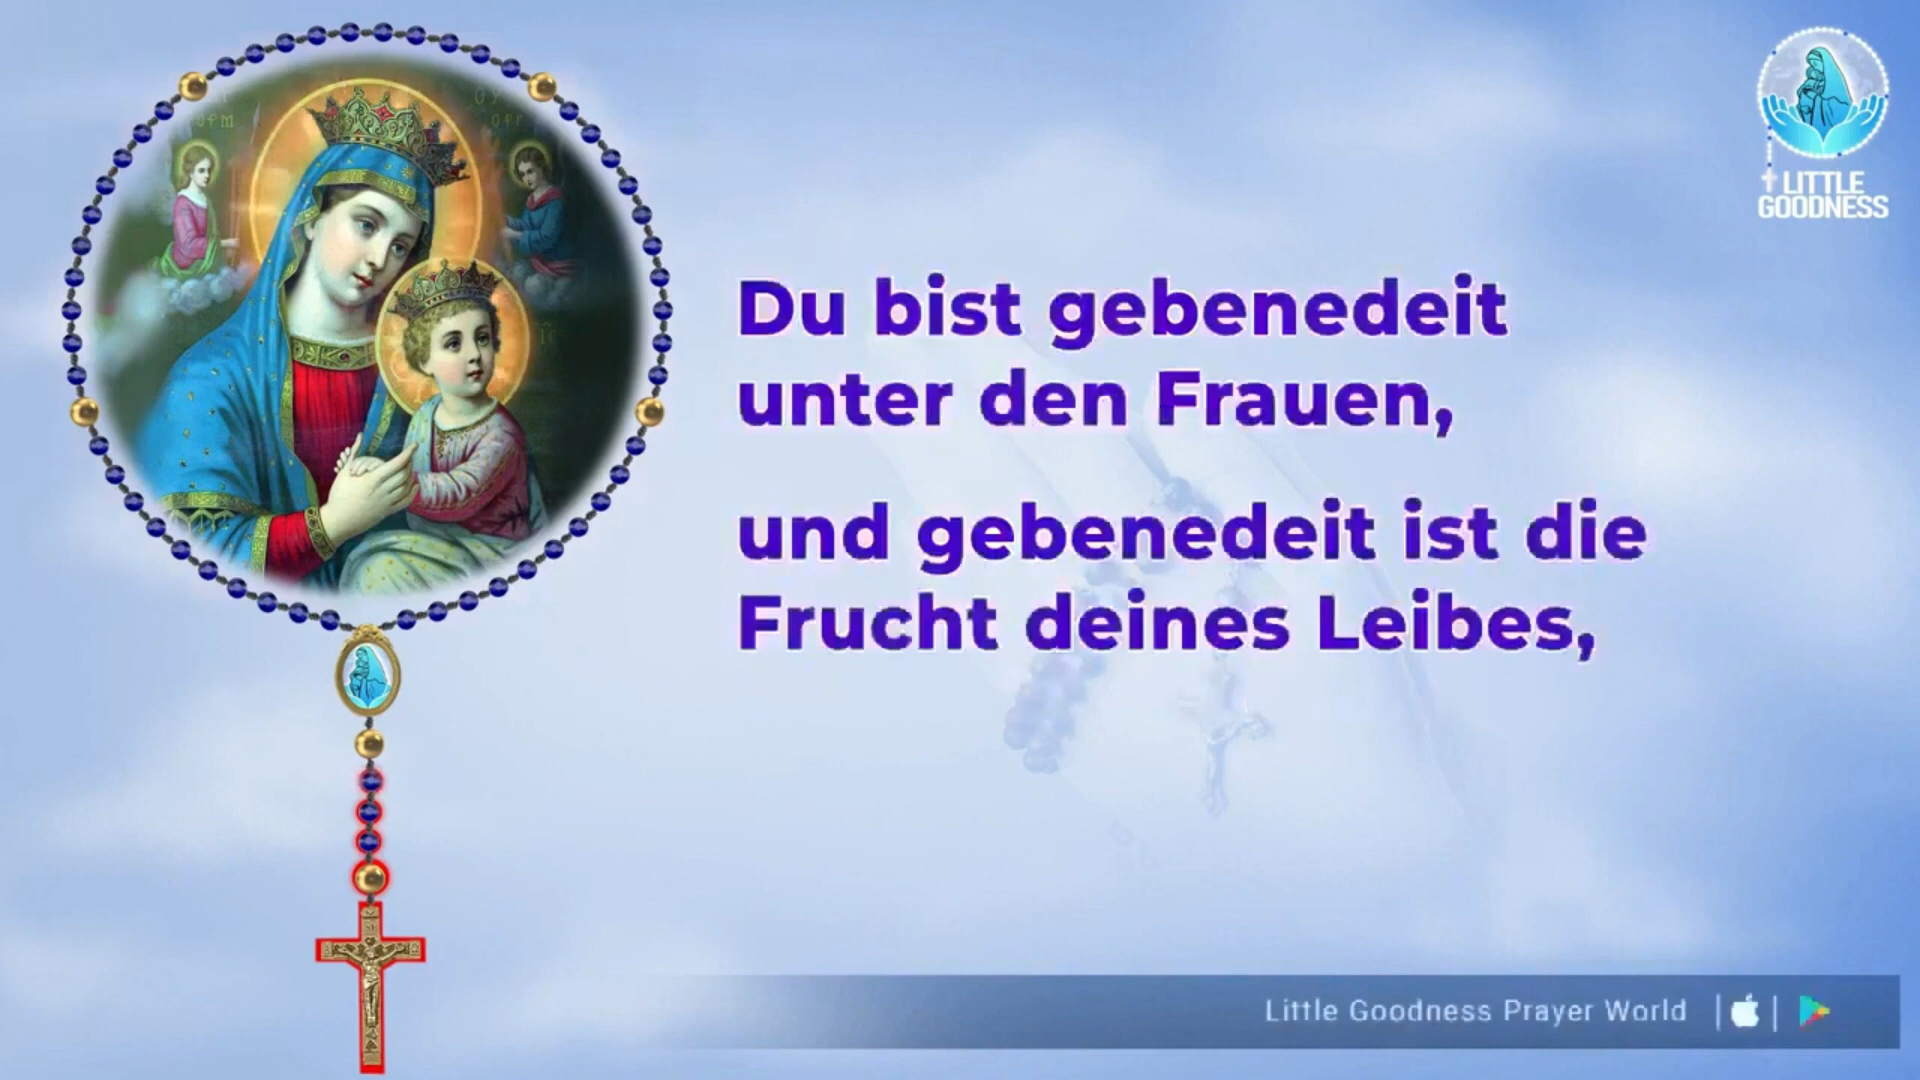 LITTLE
GOODNESS
Du bist gebenedeit
unter den Frauen,
und gebenedeit ist die
Frucht deines Leibes,
Little Goodness Prayer World